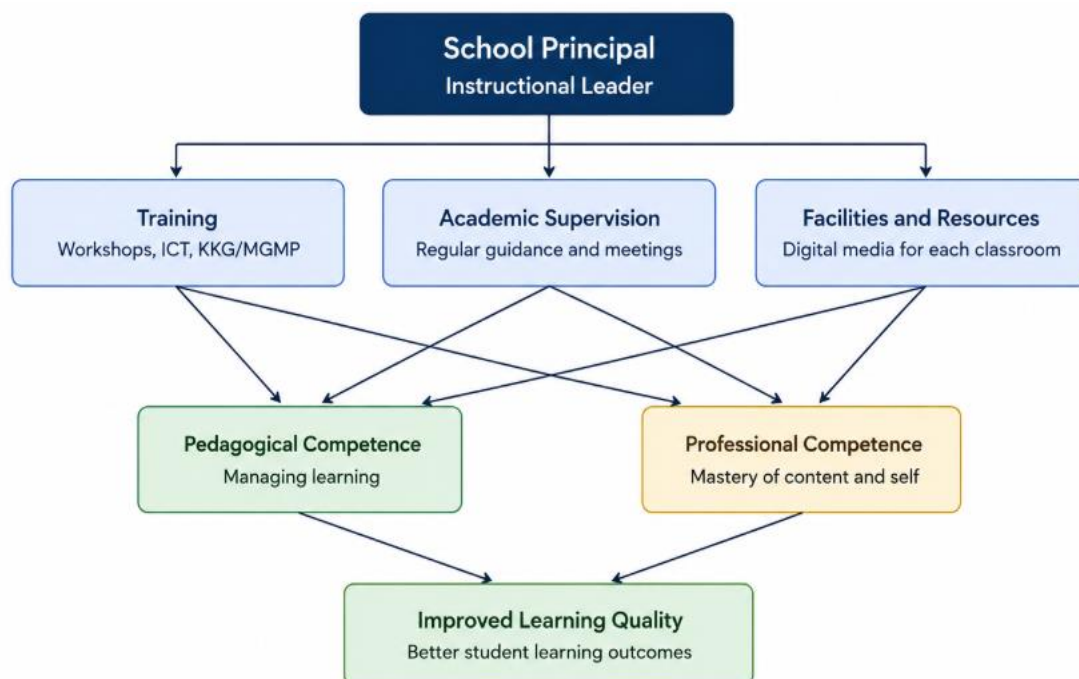 School Principal
Instructional Leader
Training
Workshops, ICT, KKG/MGMP
Academic Supervision
Regular guidance and meetings
Facilities and Resources
Digital media for each classroom
Pedagogical Competence
Managing learning
Professional Competence
Mastery of content and self
Improved Learning Quality
Better student learning outcomes